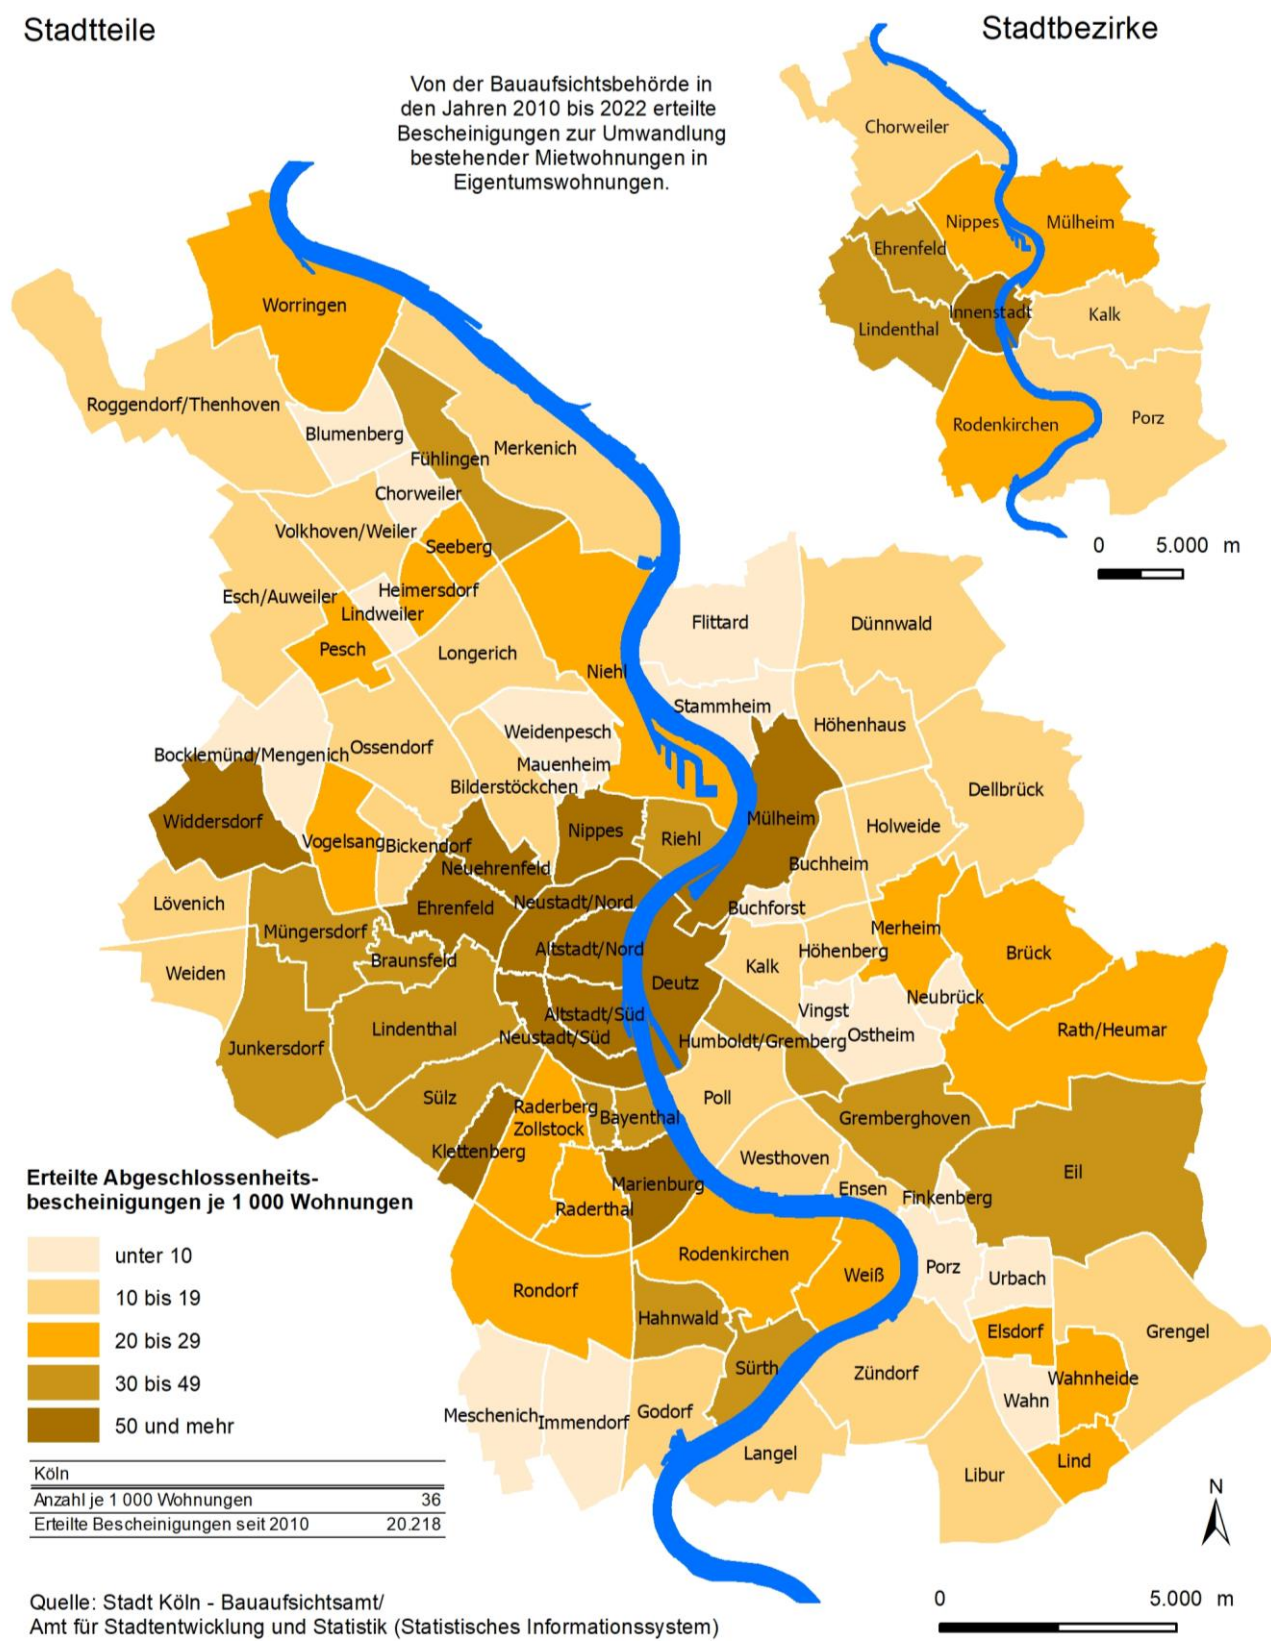 Stadtteile
Stadtbezirke
Von der Bauaufsichtsbehörde in
den Jahren 2010 bis 2022 erteilte
Bescheinigungen zur Umwandlung
bestehender Mietwohnungen in
Eigentumswohnungen.
Chorweiler
Nippes
Mülheim
Ehrenfeld
Innenstadt
Kalk
Lindenthal
Rodenkirchen
Porz
0 5.000 m
Worringen
Roggendorf/Thenhoven
Blumenberg
Merkenich
Fühlingen
Chorweiler
Volkhoven/Weiler
Seeberg
Heimersdorf
Esch/Auweiler
Lindweiler
Flittard
Dünnwald
Pesch
Longerich
Niehl
Stammheim
Höhenhaus
Weidenpesch
Ossendorf
Bocklemünd/Mengenich
Mauenheim
Bilderstöckchen
Dellbrück
Widdersdorf
Mülheim
Holweide
Nippes
Riehl
Vogelsang
Bickendorf
Buchheim
Neuehrenfeld
Lövenich
Neustadt/Nord
Ehrenfeld
Buchforst
Müngersdorf
Merheim
Altstadt/Nord
Höhenberg
Brück
Braunsfeld
Kalk
Weiden
Deutz
Neubrück
Vingst
Altstadt/Süd
Lindenthal
Neustadt/Süd
Humboldt/Gremberg
Ostheim
Rath/Heumar
Junkersdorf
Sülz
Poll
Raderberg
Zollstock
Bayenthal
Gremberghoven
Klettenberg
Westhoven
Eil
Marienburg
Ensen
Finkenberg
Raderthal
Rodenkirchen
Weiß
Porz
Urbach
Rondorf
Hahnwald
Elsdorf
Grengel
Sürth
Zündorf
Wahnheide
Wahn
Meschenich
Immendorf
Godorf
Langel
Lind
Libur
Erteilte Abgeschlossenheits-
bescheinigungen je 1 000 Wohnungen
unter 10
10 bis 19
20 bis 29
30 bis 49
50 und mehr
Köln
Anzahl je 1 000 Wohnungen 36
Erteilte Bescheinigungen seit 2010 20.218
N
0 5.000 m
Quelle: Stadt Köln - Bauaufsichtsamt/
Amt für Stadtentwicklung und Statistik (Statistisches Informationssystem)